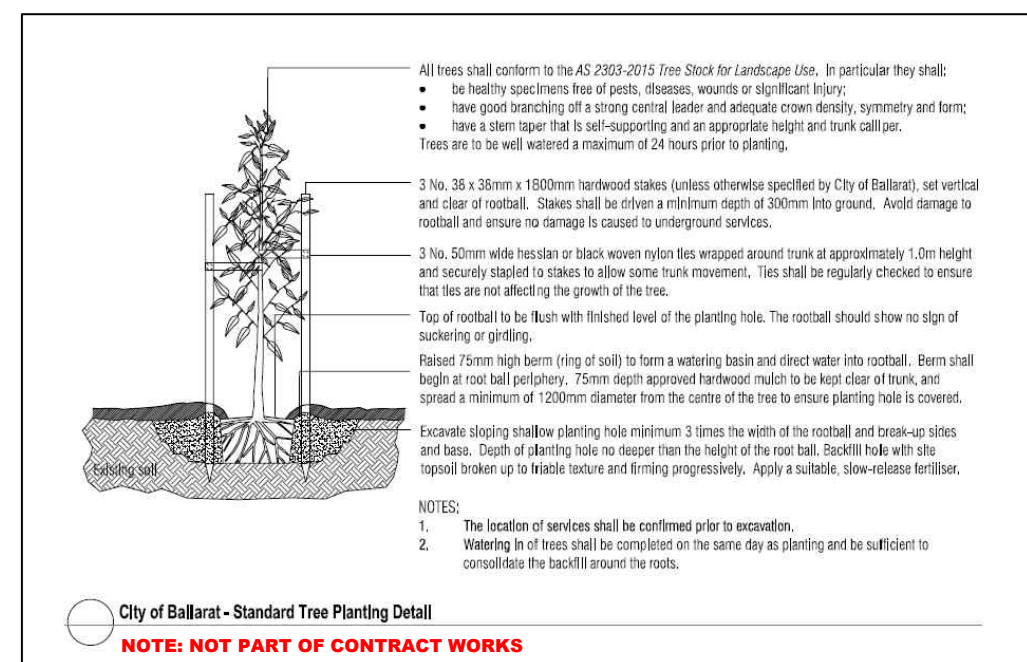 All trees shall conform to the AS 2303-2015 Tree Stock for Landscape Use. In particular they shall:
• be healthy specimens free of pests, diseases, wounds or significant injury;
• have good branching off a strong central leader and adequate crown density, symmetry and form;
• have a stem taper that is self-supporting and an appropriate height and trunk calliper.
Trees are to be well watered a maximum of 24 hours prior to planting.
3 No. 38 x 38mm x 1800mm hardwood stakes (unless otherwise specified by City of Ballarat), set vertical
and clear of rootball. Stakes shall be driven a minimum depth of 300mm into ground. Avoid damage to
rootball and ensure no damage is caused to underground services.
3 No. 50mm wide hessian or black woven nylon ties wrapped around trunk at approximately 1.0m height
and securely stapled to stakes to allow some trunk movement. Ties shall be regularly checked to ensure
that ties are not affecting the growth of the tree.
Top of rootball to be flush with finished level of the planting hole. The rootball should show no sign of
suckering or girdling.
Raised 75mm high berm (ring of soil) to form a watering basin and direct water into rootball. Berm shall
begin at root ball periphery. 75mm depth approved hardwood mulch to be kept clear of trunk, and
spread a minimum of 1200mm diameter from the centre of the tree to ensure planting hole is covered.
Excavate sloping shallow planting hole minimum 3 times the width of the rootball and break-up sides
and base. Depth of planting hole no deeper than the height of the root ball. Backfill hole with site
topsoil broken up to friable texture and firming progressively. Apply a suitable, slow-release fertiliser.
Existing soil
NOTES:
1. The location of services shall be confirmed prior to excavation.
2. Watering in of trees shall be completed on the same day as planting and be sufficient to
consolidate the backfill around the roots.
City of Ballarat - Standard Tree Planting Detail
NOTE: NOT PART OF CONTRACT WORKS